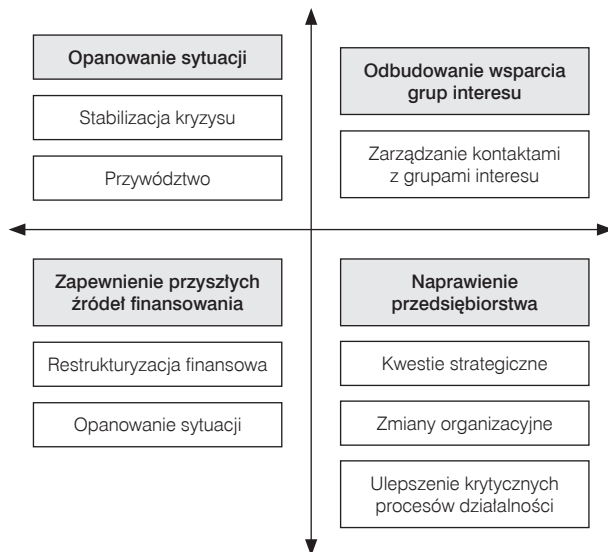 Opanowanie sytuacji
Stabilizacja kryzysu
Przywództwo
Odbudowanie wsparcia
grup interesu
Zarządzanie kontaktami
z grupami interesu
Zapewnienie przyszłych
źródeł finansowania
Restrukturyzacja finansowa
Opanowanie sytuacji
Naprawienie
przedsiębiorstwa
Kwestie strategiczne
Zmiany organizacyjne
Ulepszenie krytycznych
procesów działalności